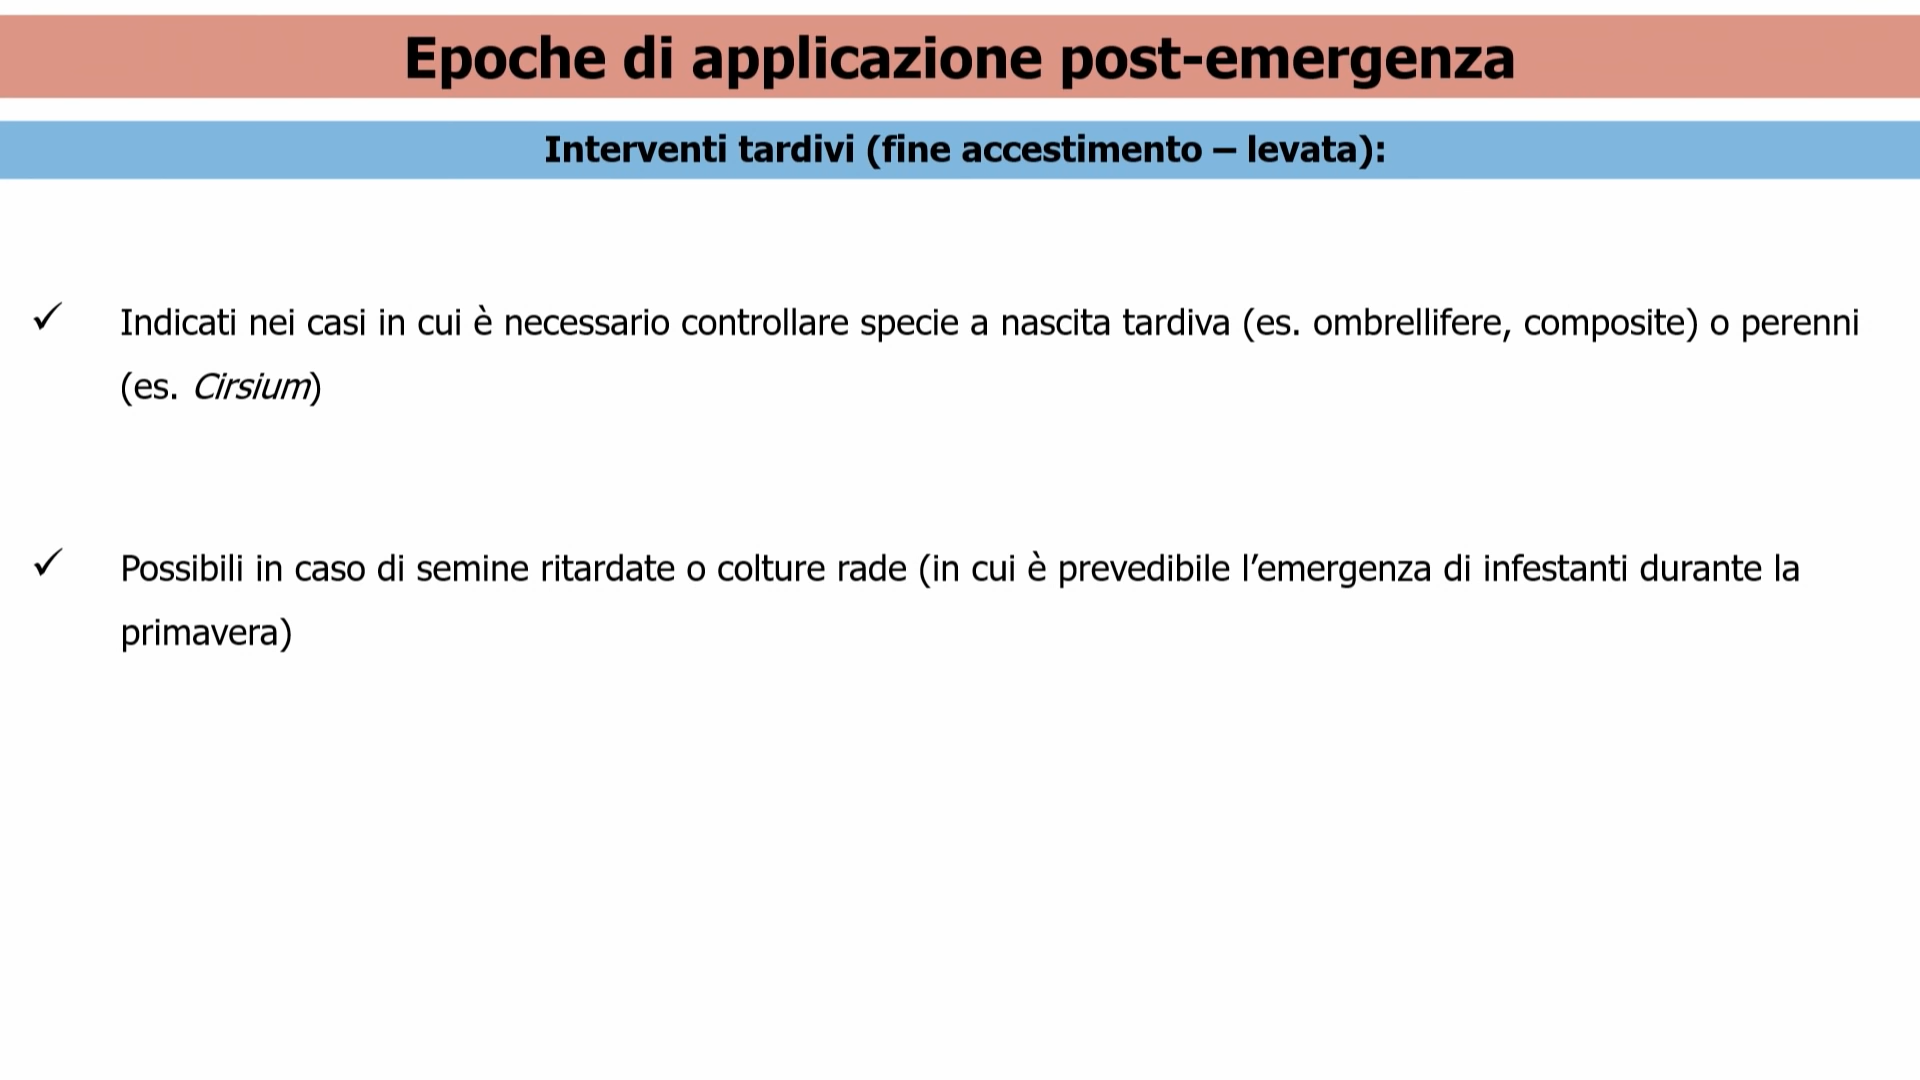 Epoche di applicazione post-emergenza
Interventi tardivi (fine accestimento – levata):
✓ Indicati nei casi in cui è necessario controllare specie a nascita tardiva (es. ombrellifere, composite) o perenni
(es. Cirsium)
✓ Possibili in caso di semine ritardate o colture rade (in cui è prevedibile l’emergenza di infestanti durante la
primavera)